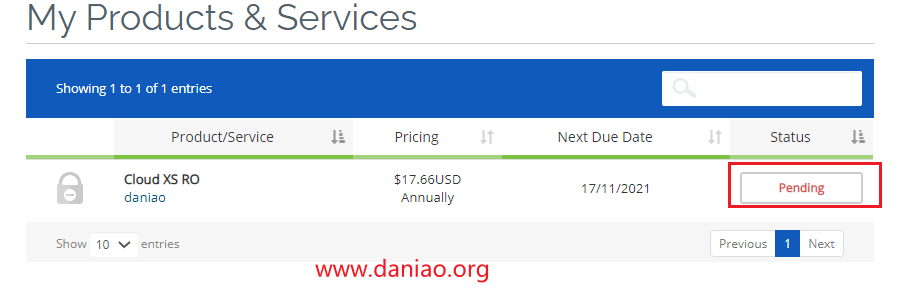 My Products & Services
Showing 1 to 1 of 1 entries
Product/Service Pricing Next Due Date Status
Cloud XS RO $17.66USD 17/11/2021 Pending
daniao Annually
Show 10 entries Previous 1 Next
www.daniao.org